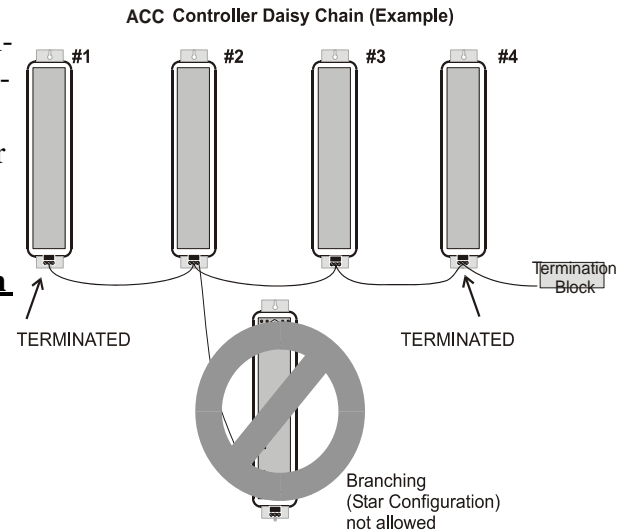 ACC Controller Daisy Chain (Example)
#1
#2
#3
#4
Termination
Block
TERMINATED
TERMINATED
Branching
(Star Configuration)
not allowed